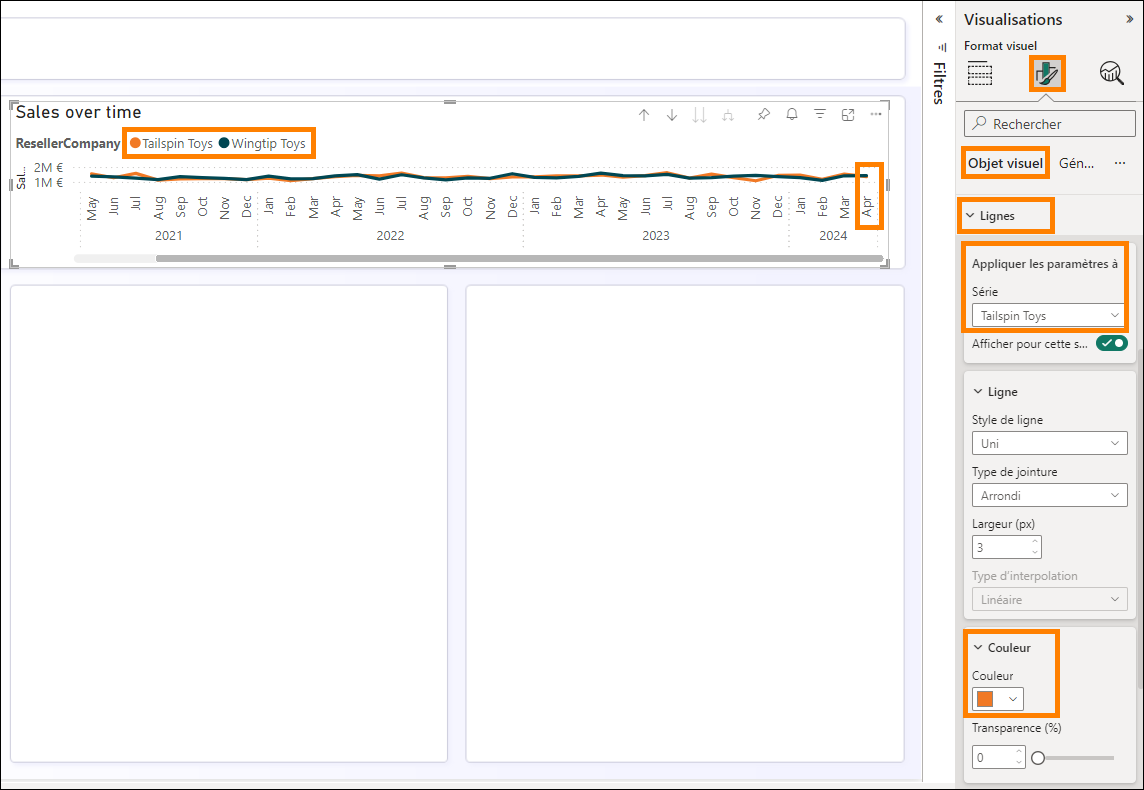 Visualisations
Format visuel
Filtres
Rechercher
Objet visuel Gén... ...
Sales over time
ResellerCompany Tailspin Toys Wingtip Toys
Sal...
2M €
1M €
May Jun Jul Aug Sep Oct Nov Dec Jan Feb Mar Apr May Jun Jul Aug Sep Oct Nov Dec Jan Feb Mar Apr May Jun Jul Aug Sep Oct Nov Dec Jan Feb Mar Apr
2021 2022 2023 2024
Lignes
Appliquer les paramètres à
Série
Tailspin Toys
Afficher pour cette s...
Ligne
Style de ligne
Uni
Type de jointure
Arrondi
Largeur (px)
3
Type d'interpolation
Linéaire
Couleur
Couleur
Transparence (%)
0